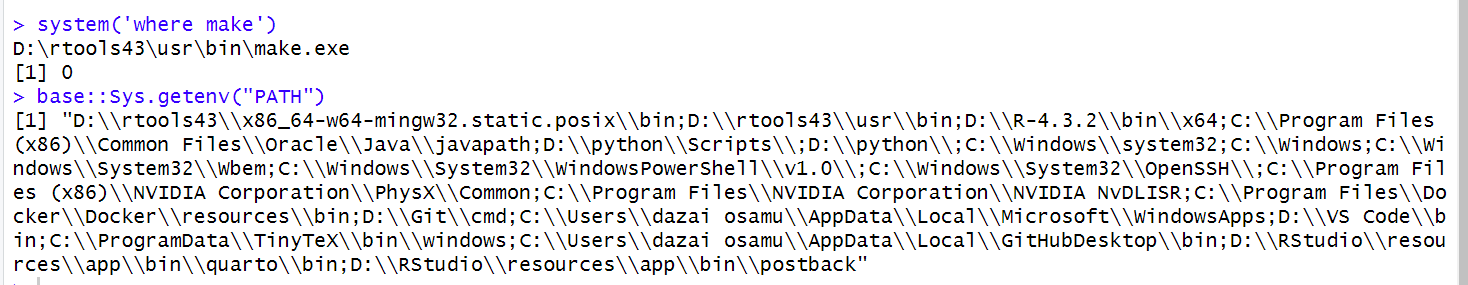 > system('where make')
D:\rtools43\usr\bin\make.exe
[1] 0
> base::Sys.getenv("PATH")
[1] "D:\\rtools43\\x86_64-w64-mingw32.static.posix\\bin;D:\\rtools43\\usr\\bin;D:\\R-4.3.2\\bin\\x64;C:\\Program Files
(x86)\\Common Files\\Oracle\\Java\\javapath;D:\\python\\Scripts\\;D:\\python\\;C:\\Windows\\system32;C:\\Windows;C:\\Wi
ndows\\System32\\Wbem;C:\\Windows\\System32\\WindowsPowerShell\\v1.0\\;C:\\Windows\\System32\\OpenSSH\\;C:\\Program Fil
es (x86)\\NVIDIA Corporation\\PhysX\\Common;C:\\Program Files\\NVIDIA Corporation\\NVIDIA NvDLISR;C:\\Program Files\\Do
cker\\Docker\\resources\\bin;D:\\Git\\cmd;C:\\Users\\dazai osamu\\AppData\\Local\\Microsoft\\WindowsApps;D:\\VS Code\\b
in;C:\\ProgramData\\TinyTeX\\bin\\windows;C:\\Users\\dazai osamu\\AppData\\Local\\GitHubDesktop\\bin;D:\\RStudio\\resou
rces\\app\\bin\\quarto\\bin;D:\\RStudio\\resources\\app\\bin\\postback"